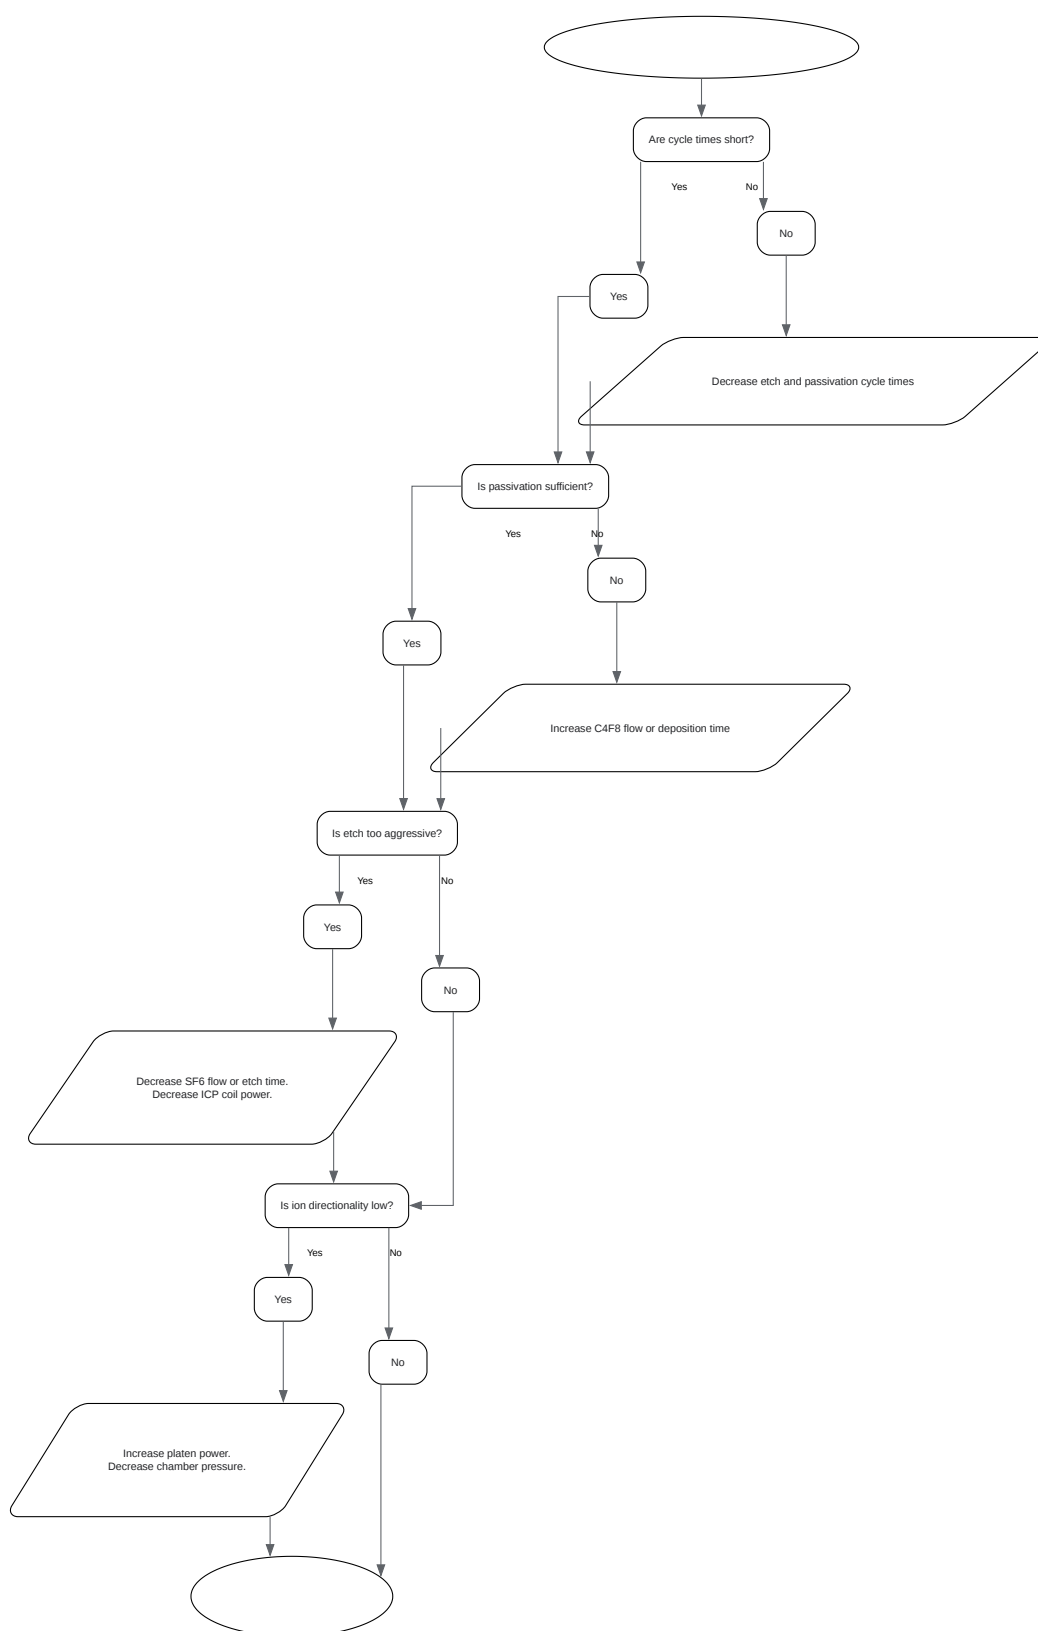 Are cycle times short?
Yes
No
No
Yes
Decrease etch and passivation cycle times
Is passivation sufficient?
Yes
No
No
Yes
Increase C4F8 flow or deposition time
Is etch too aggressive?
Yes
No
Yes
No
Decrease SF6 flow or etch time.
Decrease ICP coil power.
Is ion directionality low?
Yes
No
Yes
No
Increase platen power.
Decrease chamber pressure.